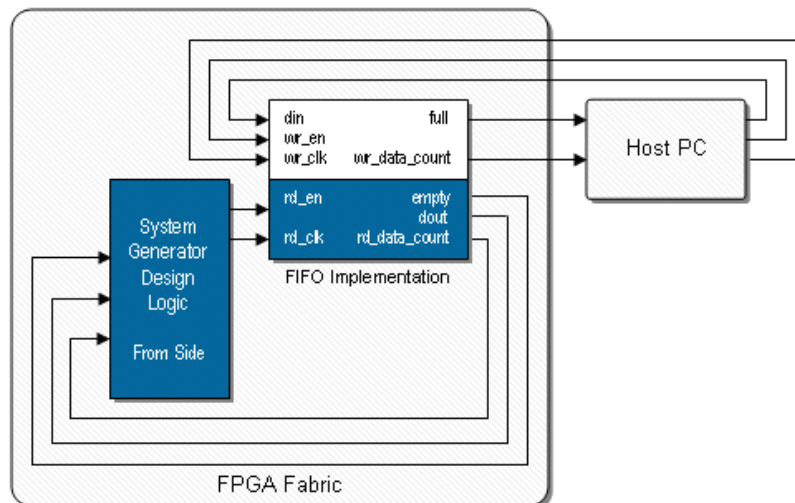 din full
wr_en
wr_clk wr_data_count
Host PC
rd_en empty
dout
rd_clk rd_data_count
System
Generator
Design
Logic
From Side
FIFO Implementation
FPGA Fabric